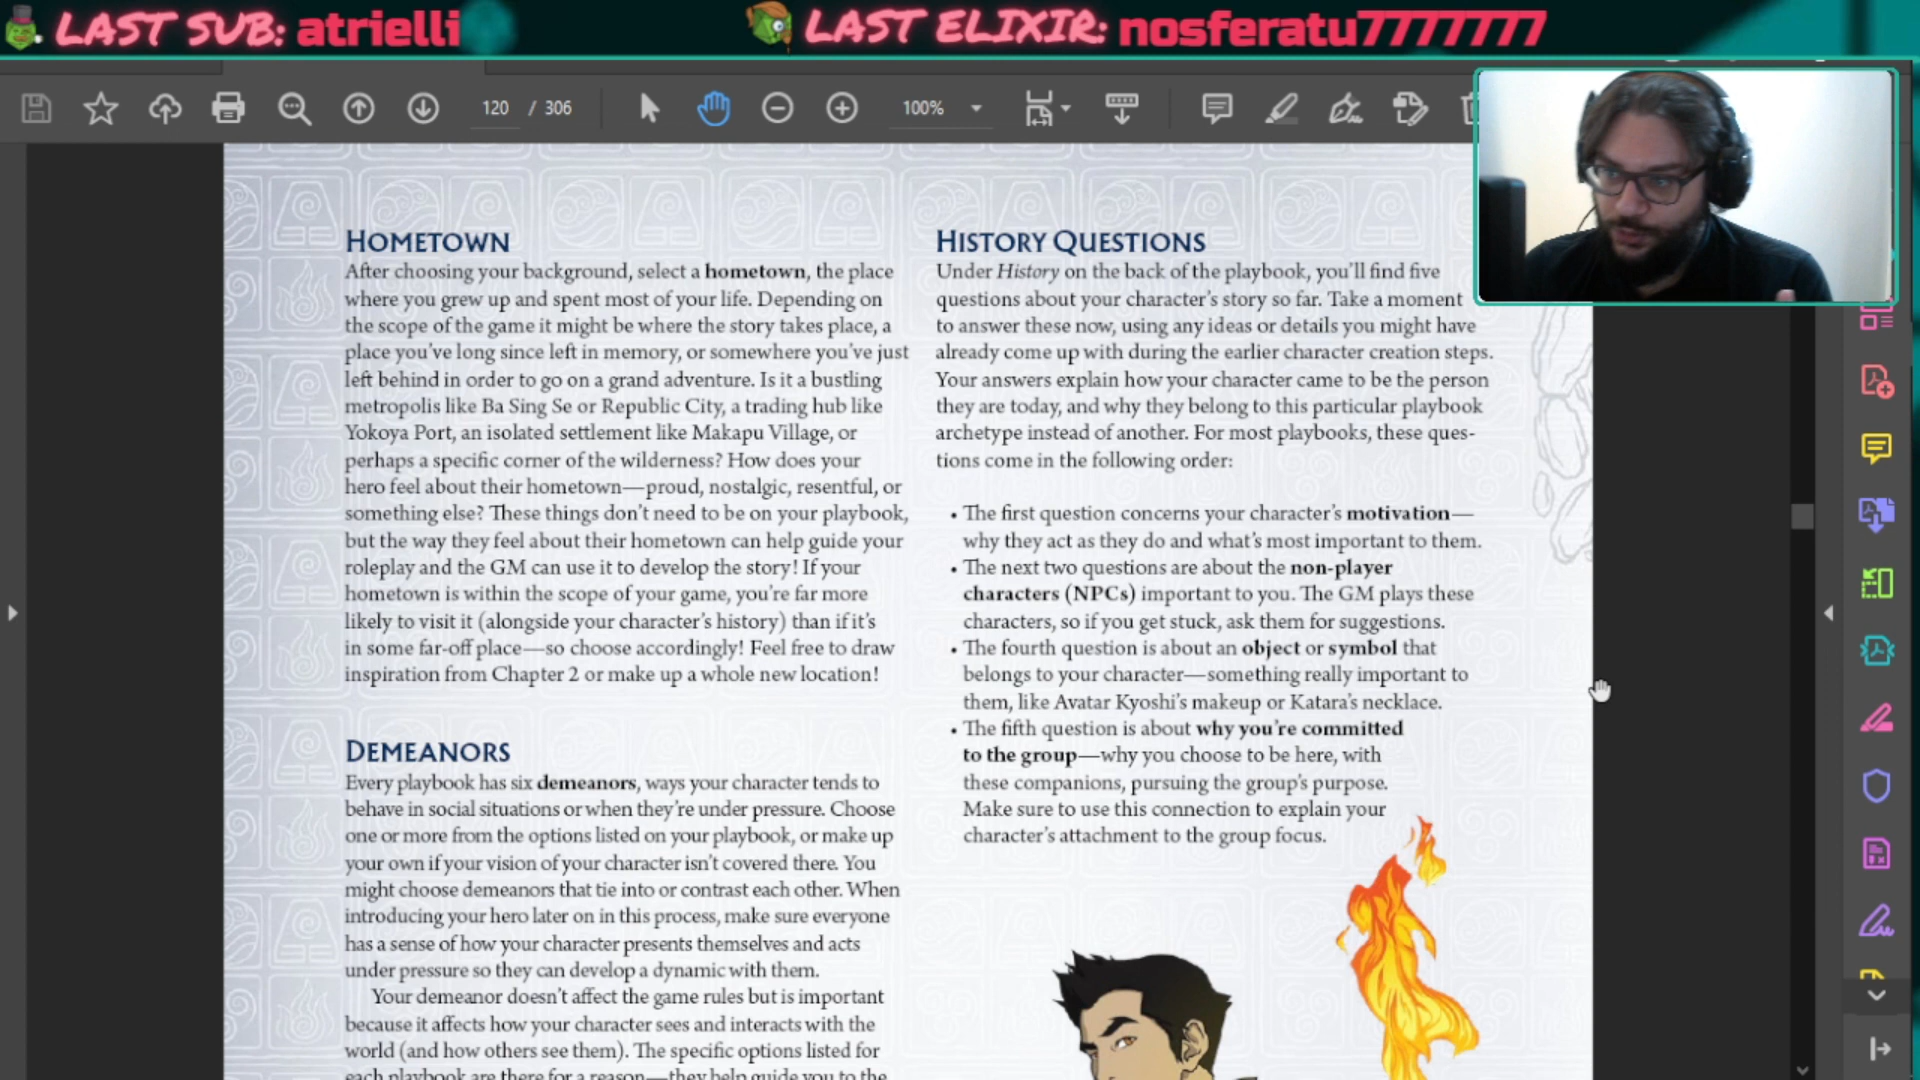 LAST SUB: atrielli
LAST ELIXIR: nosferatu7777777
120 / 306
100%
HOMETOWN
After choosing your background, select a hometown, the place
where you grew up and spent most of your life. Depending on
the scope of the game it might be where the story takes place, a
place you've long since left in memory, or somewhere you've just
left behind in order to go on a grand adventure. Is it a bustling
metropolis like Ba Sing Se or Republic City, a trading hub like
Yokoya Port, an isolated settlement like Makapu Village, or
perhaps a specific corner of the wilderness? How does your
hero feel about their hometown—proud, nostalgic, resentful, or
something else? These things don't need to be on your playbook,
but the way they feel about their hometown can help guide your
roleplay and the GM can use it to develop the story! If your
hometown is within the scope of your game, you're far more
likely to visit it (alongside your character's history) than if it's
in some far-off place—so choose accordingly! Feel free to draw
inspiration from Chapter 2 or make up a whole new location!
DEMEANORS
Every playbook has six demeanors, ways your character tends to
behave in social situations or when they're under pressure. Choose
one or more from the options listed on your playbook, or make up
your own if your vision of your character isn't covered there. You
might choose demeanors that tie into or contrast each other. When
introducing your hero later on in this process, make sure everyone
has a sense of how your character presents themselves and acts
under pressure so they can develop a dynamic with them.
Your demeanor doesn't affect the game rules but is important
because it affects how your character sees and interacts with the
world (and how others see them). The specific options listed for
each playbook are there for a reason—they help guide you to the
HISTORY QUESTIONS
Under History on the back of the playbook, you'll find five
questions about your character's story so far. Take a moment
to answer these now, using any ideas or details you might have
already come up with during the earlier character creation steps.
Your answers explain how your character came to be the person
they are today, and why they belong to this particular playbook
archetype instead of another. For most playbooks, these ques-
tions come in the following order:
• The first question concerns your character's motivation—
why they act as they do and what's most important to them.
• The next two questions are about the non-player
characters (NPCs) important to you. The GM plays these
characters, so if you get stuck, ask them for suggestions.
• The fourth question is about an object or symbol that
belongs to your character—something really important to
them, like Avatar Kyoshi's makeup or Katara's necklace.
• The fifth question is about why you're committed
to the group—why you choose to be here, with
these companions, pursuing the group's purpose.
Make sure to use this connection to explain your
character's attachment to the group focus.